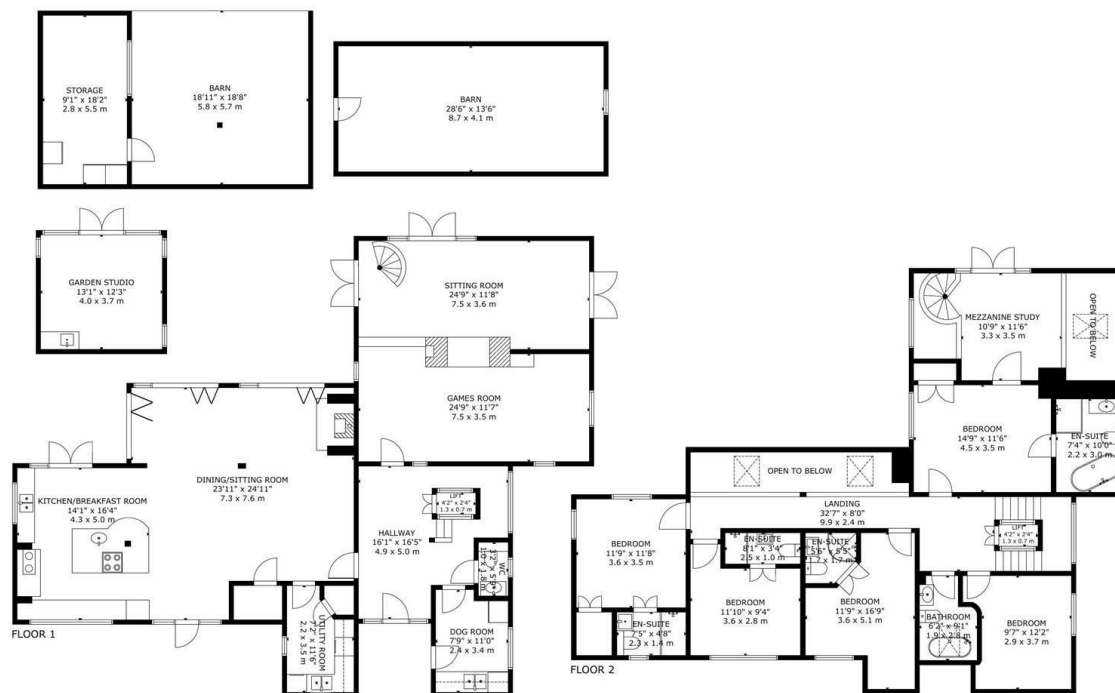 STORAGE
9'1" x 18'2"
2.8 x 5.5 m
BARN
18'11" x 18'8"
5.8 x 5.7 m
BARN
28'6" x 13'6"
8.7 x 4.1 m
GARDEN STUDIO
13'1" x 12'3"
4.0 x 3.7 m
SITTING ROOM
24'9" x 11'8"
7.5 x 3.6 m
GAMES ROOM
24'9" x 11'7"
7.5 x 3.5 m
KITCHEN/BREAKFAST ROOM
14'1" x 16'4"
4.3 x 5.0 m
DINING/SITTING ROOM
23'11" x 24'11"
7.3 x 7.6 m
HALLWAY
16'1" x 16'5"
4.9 x 5.0 m
LIFT
4'2" x 2'4"
1.3 x 0.7 m
WC
UTILITY ROOM
7'2" x 11'6"
2.2 x 3.5 m
DOG ROOM
7'9" x 11'0"
2.4 x 3.4 m
FLOOR 1
MEZZANINE STUDY
10'9" x 11'6"
3.3 x 3.5 m
OPEN TO BELOW
BEDROOM
14'9" x 11'6"
4.5 x 3.5 m
EN-SUITE
7'4" x 10'0"
2.2 x 3.0 m
OPEN TO BELOW
LANDING
32'7" x 8'0"
9.9 x 2.4 m
LIFT
4'2" x 2'4"
1.3 x 0.7 m
BEDROOM
11'9" x 11'8"
3.6 x 3.5 m
EN-SUITE
8'1" x 3'4"
2.5 x 1.0 m
EN-SUITE
5'6" x 5'5"
1.7 x 1.7 m
BEDROOM
11'10" x 9'4"
3.6 x 2.8 m
BEDROOM
11'9" x 16'9"
3.6 x 5.1 m
EN-SUITE
7'5" x 4'8"
2.3 x 1.4 m
BATHROOM
6'2" x 9'1"
1.9 x 2.8 m
BEDROOM
9'7" x 12'2"
2.9 x 3.7 m
FLOOR 2